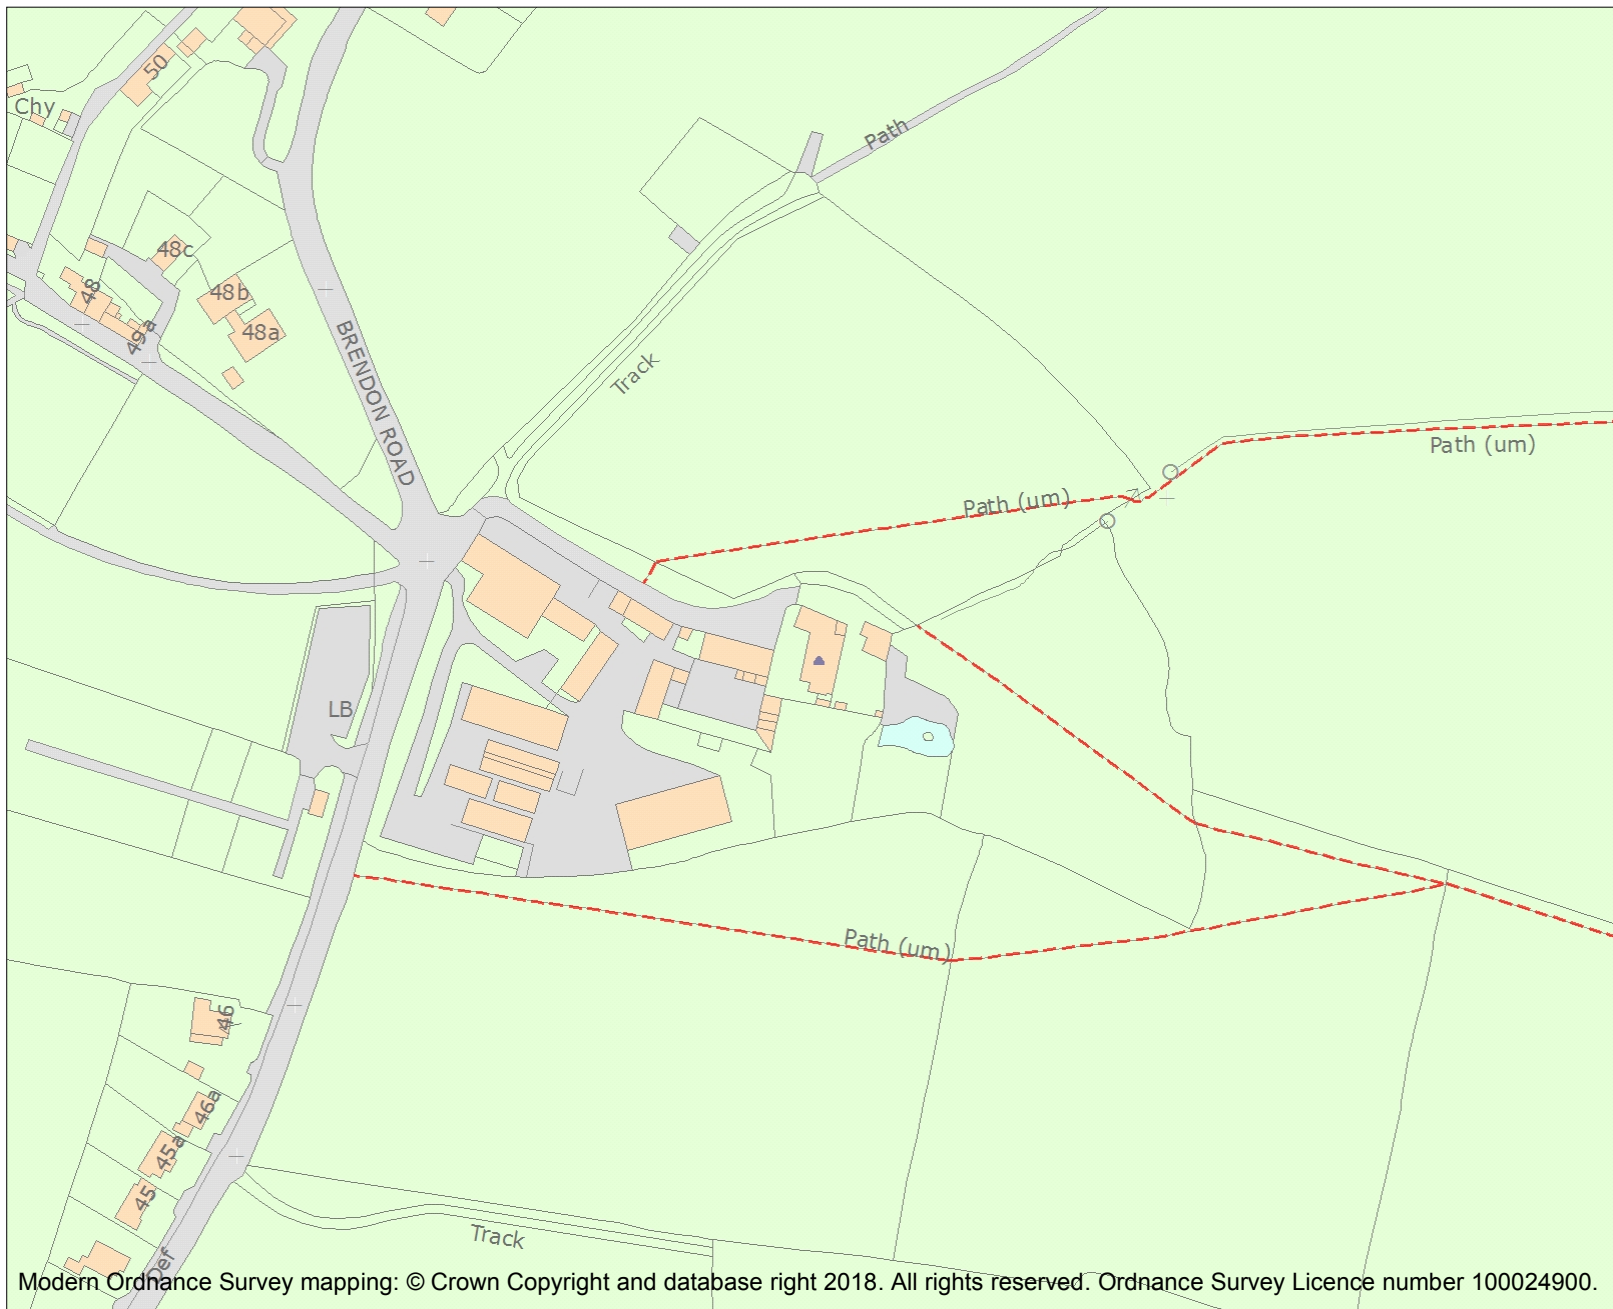 50
Chy
Path
48c
48
48b
48a
49a
BRENDON ROAD
Track
Path (um)
Path (um)
LB
Path (um)
46
46a
45a
45
Track
Def
Modern Ordnance Survey mapping: © Crown Copyright and database right 2018. All rights reserved. Ordnance Survey Licence number 100024900.